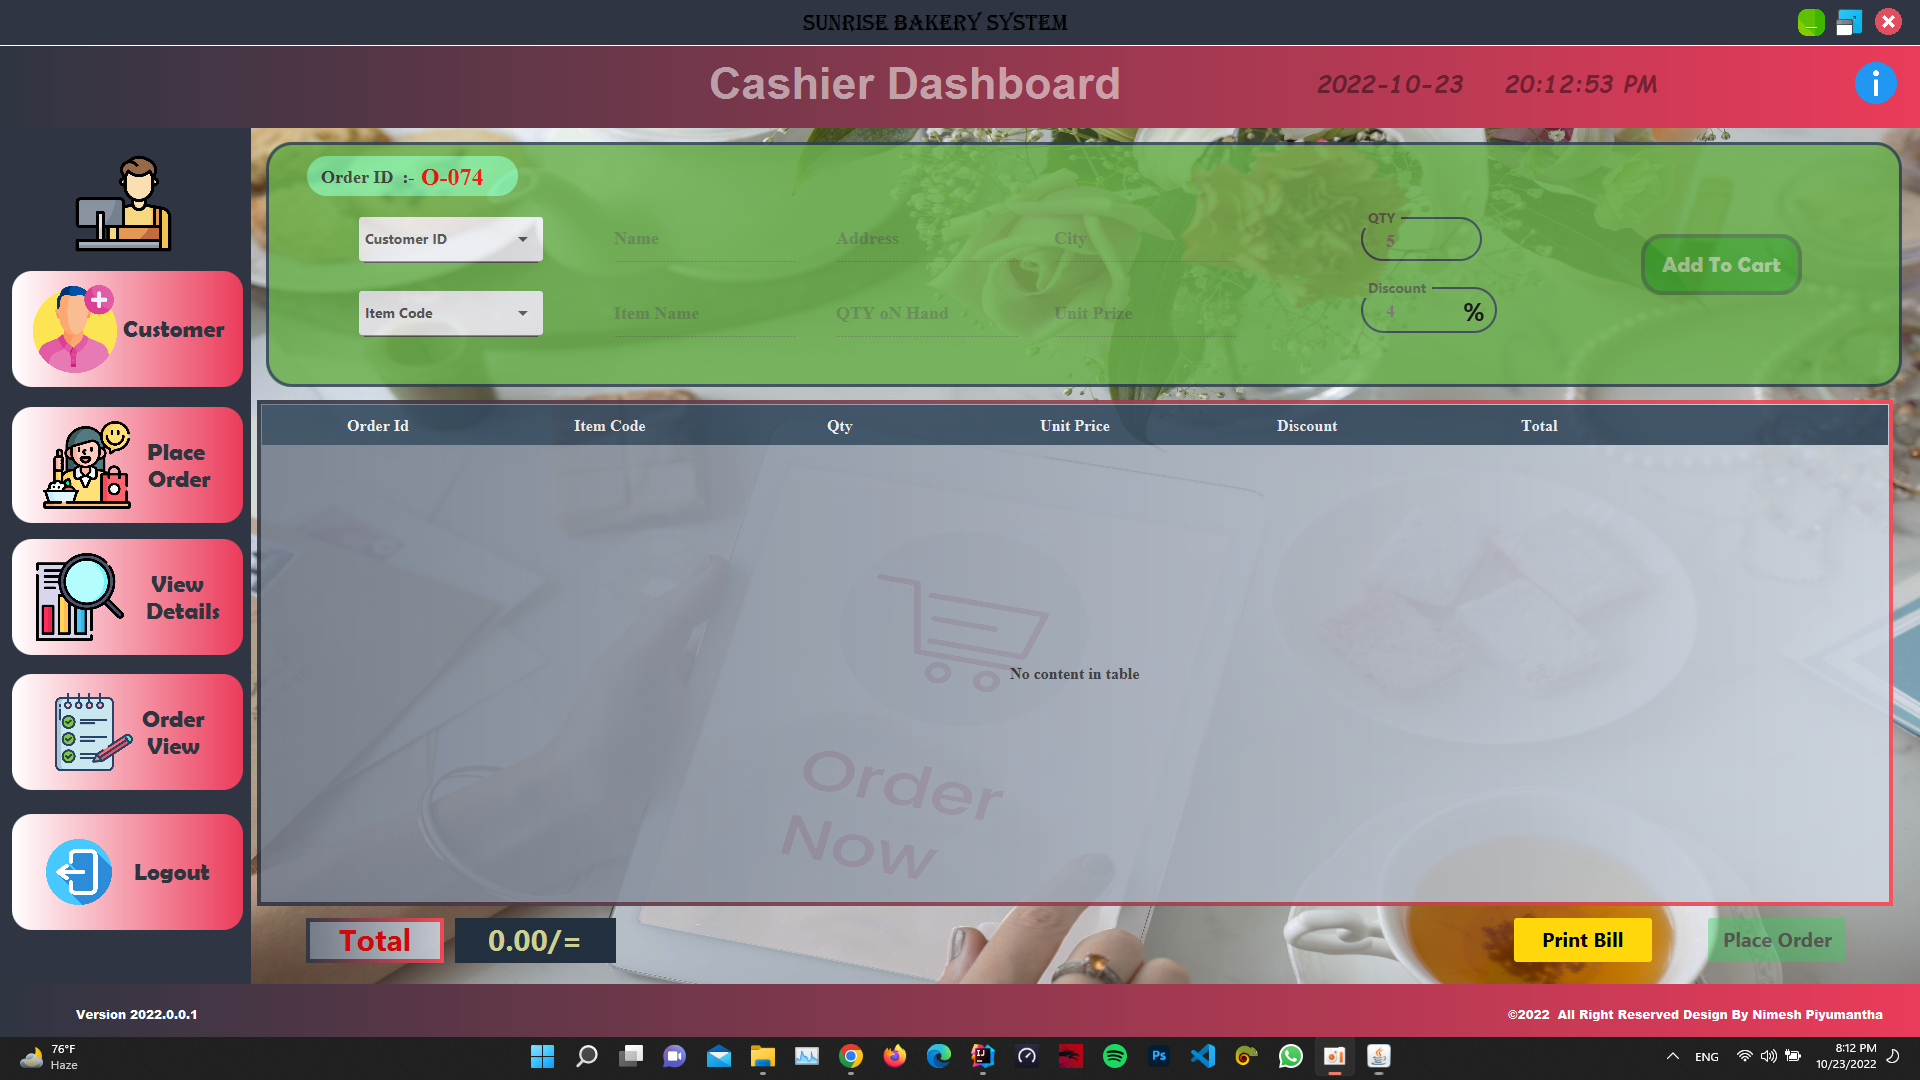 SUNRISE BAKERY SYSTEM
Cashier Dashboard
2022-10-23 20:12:53 PM
Order ID :- O-074
Customer ID
Name
Address
City
QTY
5
Add To Cart
Item Code
Item Name
QTY oN Hand
Unit Prize
Discount
4 %
Customer
Place
Order
View
Details
Order
View
Logout
Order Id Item Code Qty Unit Price Discount Total
No content in table
Order
Now
Total 0.00/=
Print Bill
Place Order
Version 2022.0.0.1
©2022 All Right Reserved Design By Nimesh Piyumantha
76°F
Haze
ENG
8:12 PM
10/23/2022